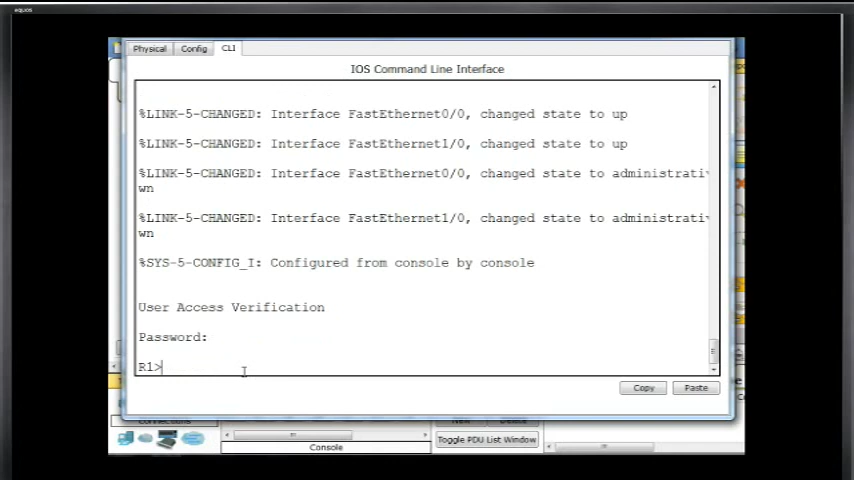 equos
Physical Config CLI
IOS Command Line Interface
%LINK-5-CHANGED: Interface FastEthernet0/0, changed state to up
%LINK-5-CHANGED: Interface FastEthernet1/0, changed state to up
%LINK-5-CHANGED: Interface FastEthernet0/0, changed state to administrati
wn
%LINK-5-CHANGED: Interface FastEthernet1/0, changed state to administrati
wn
%SYS-5-CONFIG_I: Configured from console by console
User Access Verification
Password:
R1>
Copy Paste
Connections
Console
Toggle PDU List Window